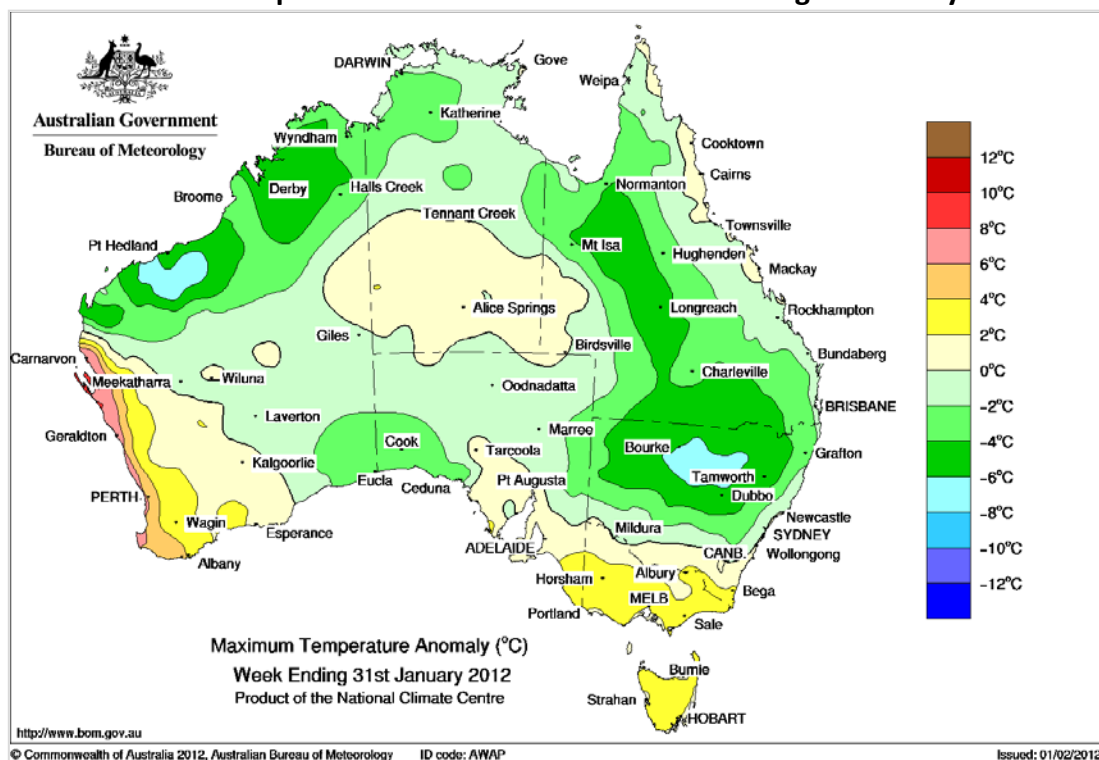 Australian Government
Bureau of Meteorology
DARWIN
Gove
Weipa
Katherine
Wyndham
Cooktown
Cairns
Derby
Halls Creek
Normanton
Broome
Tennant Creek
Townsville
Pt Hedland
Mt Isa
Hughenden
Mackay
Alice Springs
Longreach
Rockhampton
Giles
Birdsville
Bundaberg
Carnarvon
Meekatharra
Wiluna
Oodnadatta
Charleville
BRISBANE
Laverton
Marree
Geraldton
Cook
Tarcoola
Bourke
Grafton
Kalgoorlie
Eucla
Ceduna
Pt Augusta
Tamworth
Dubbo
PERTH
Wagin
Esperance
Mildura
Newcastle
SYDNEY
Albany
ADELAIDE
CANB.
Wollongong
Horsham
Albury
MELB
Bega
Portland
Sale
Burnie
Strahan
HOBART
12°C
10°C
8°C
6°C
4°C
2°C
0°C
-2°C
-4°C
-6°C
-8°C
-10°C
-12°C
Maximum Temperature Anomaly (°C)
Week Ending 31st January 2012
Product of the National Climate Centre
http://www.bom.gov.au
© Commonwealth of Australia 2012, Australian Bureau of Meteorology ID code: AWAP Issued: 01/02/2012